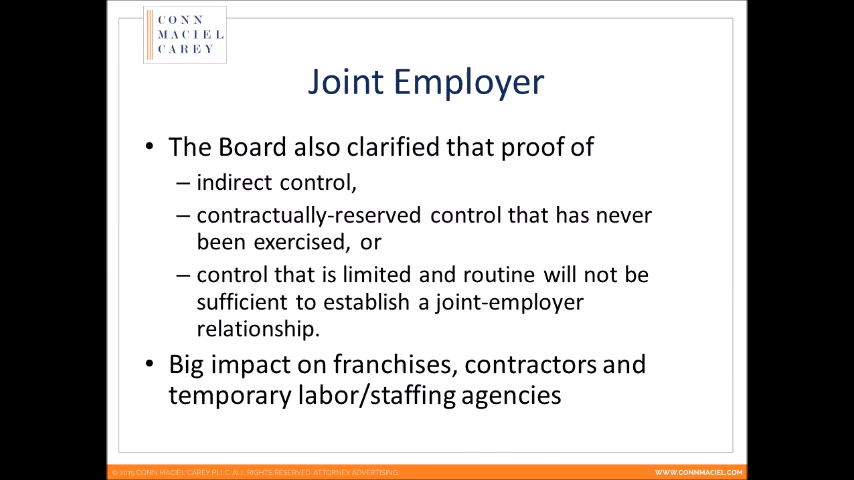 CONN
MACIEL
CAREY
Joint Employer
• The Board also clarified that proof of
– indirect control,
– contractually-reserved control that has never
been exercised, or
– control that is limited and routine will not be
sufficient to establish a joint-employer
relationship.
• Big impact on franchises, contractors and
temporary labor/staffing agencies
CONN MACIEL CAREY PLLC ALL RIGHTS RESERVED. ATTORNEY ADVERTISING.
WWW.CONNMACIEL.COM